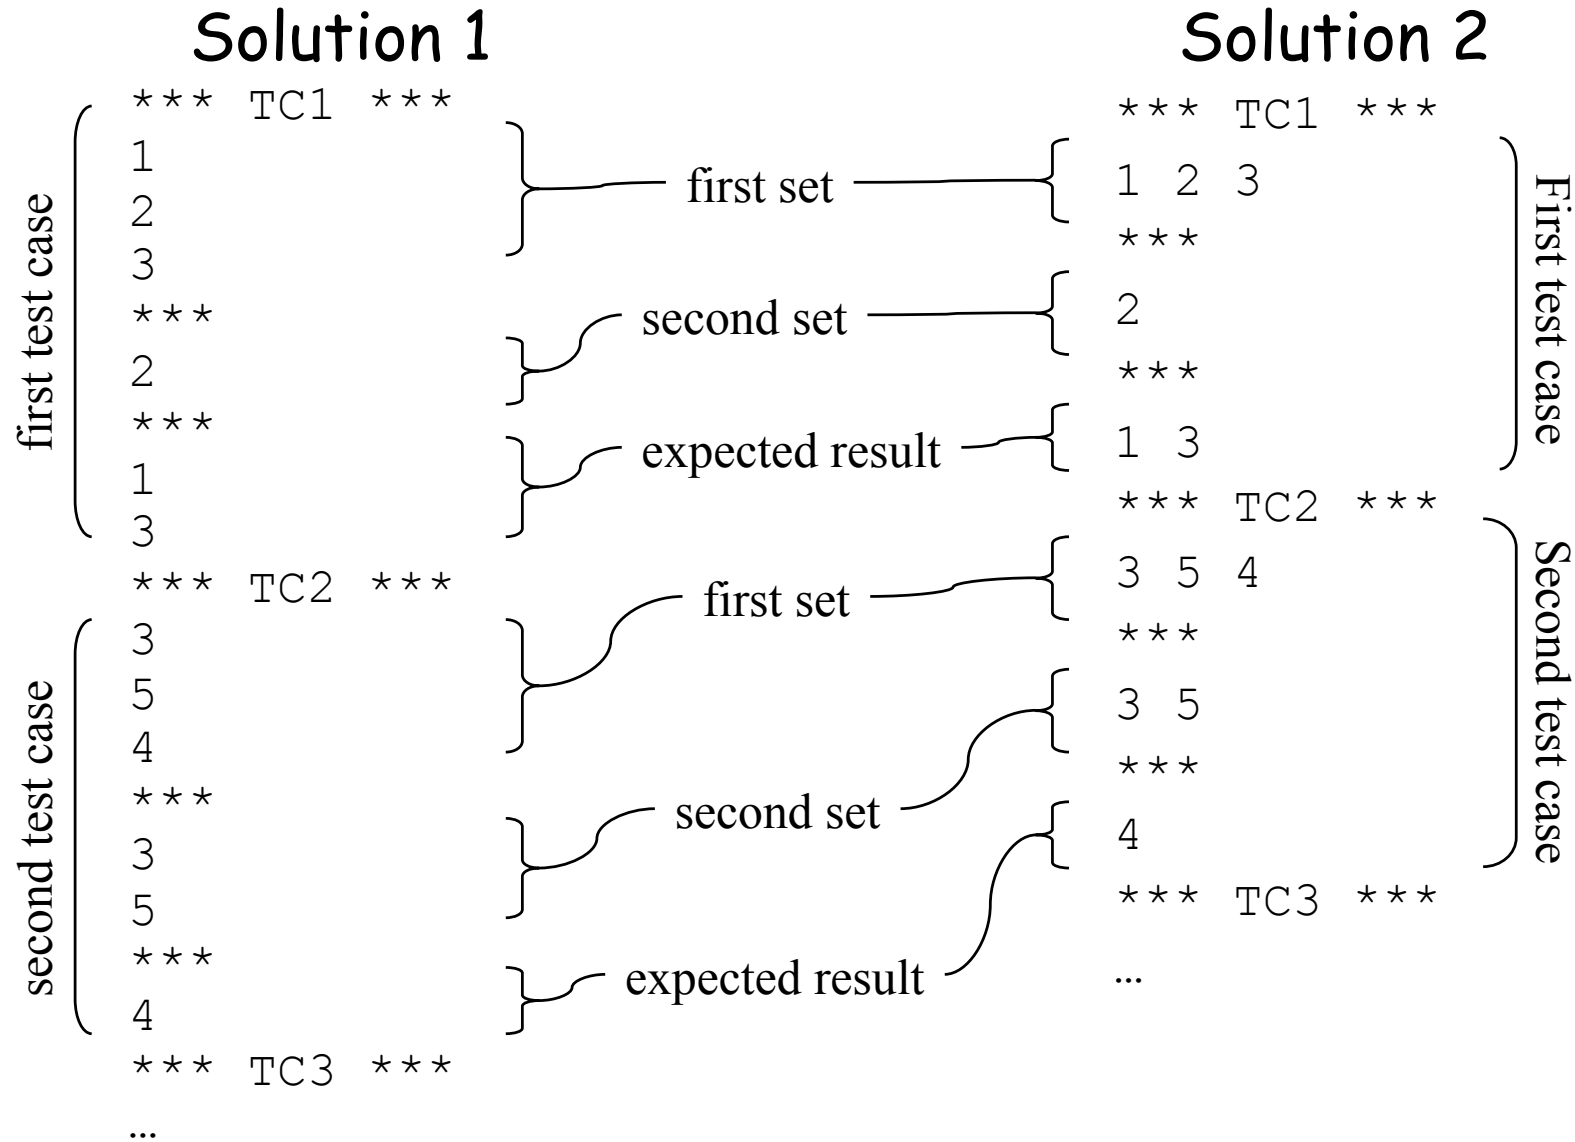 Solution 1
*** TC1 ***
1
2
3
***
2
***
1
3
*** TC2 ***
3
5
4
***
3
5
***
4
*** TC3 ***
...
first test case
second test case
first set
second set
expected result
first set
second set
expected result
Solution 2
*** TC1 ***
1 2 3
***
2
***
1 3
*** TC2 ***
3 5 4
***
3 5
***
4
*** TC3 ***
...
First test case
Second test case